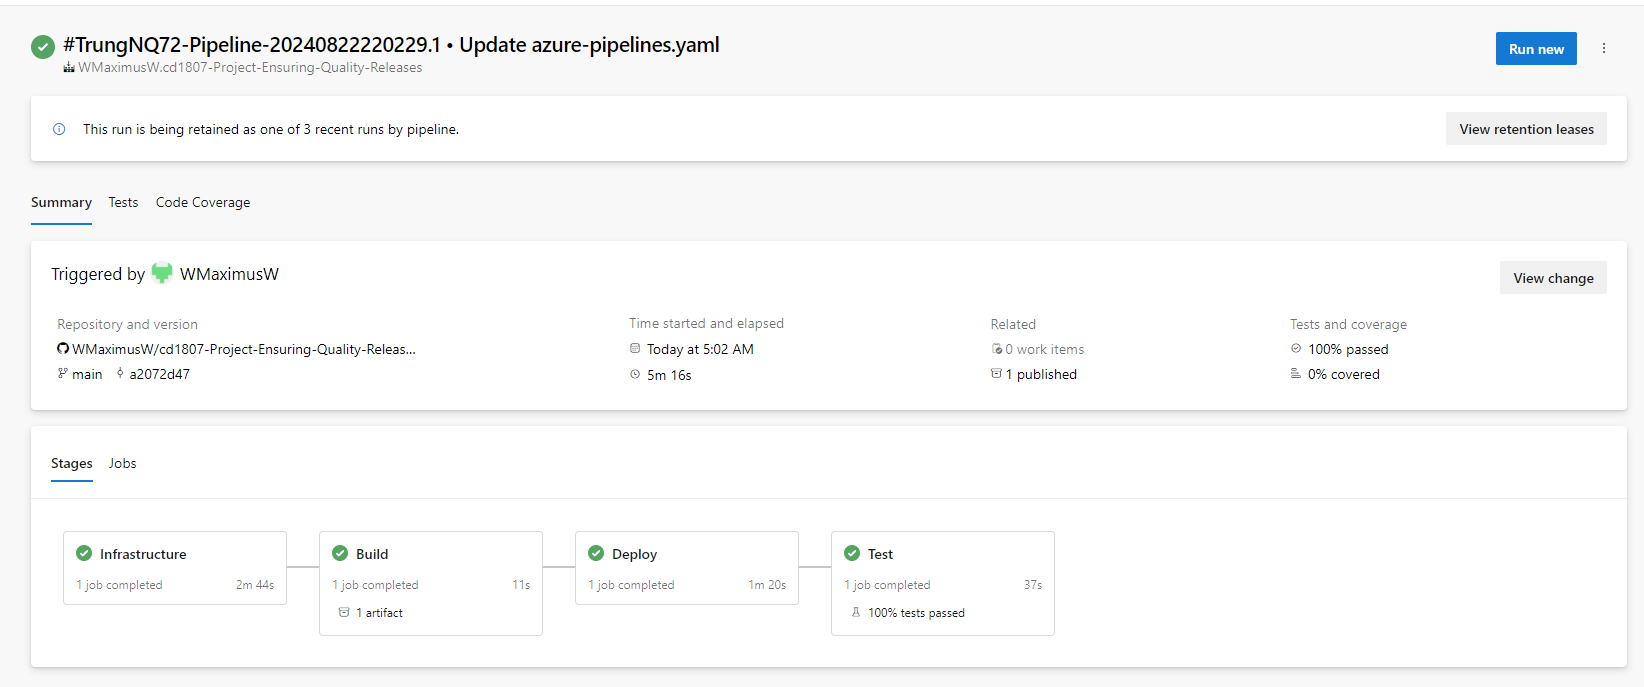 #TrungNQ72-Pipeline-20240822220229.1 • Update azure-pipelines.yaml
Run new
WMaximusW.cd1807-Project-Ensuring-Quality-Releases
This run is being retained as one of 3 recent runs by pipeline.
View retention leases
Summary Tests Code Coverage
Triggered by WMaximusW
View change
Repository and version
WMaximusW/cd1807-Project-Ensuring-Quality-Releas...
main a2072d47
Time started and elapsed
Today at 5:02 AM
5m 16s
Related
0 work items
1 published
Tests and coverage
100% passed
0% covered
Stages Jobs
Infrastructure
1 job completed 2m 44s
Build
1 job completed 11s
1 artifact
Deploy
1 job completed 1m 20s
Test
1 job completed 37s
100% tests passed